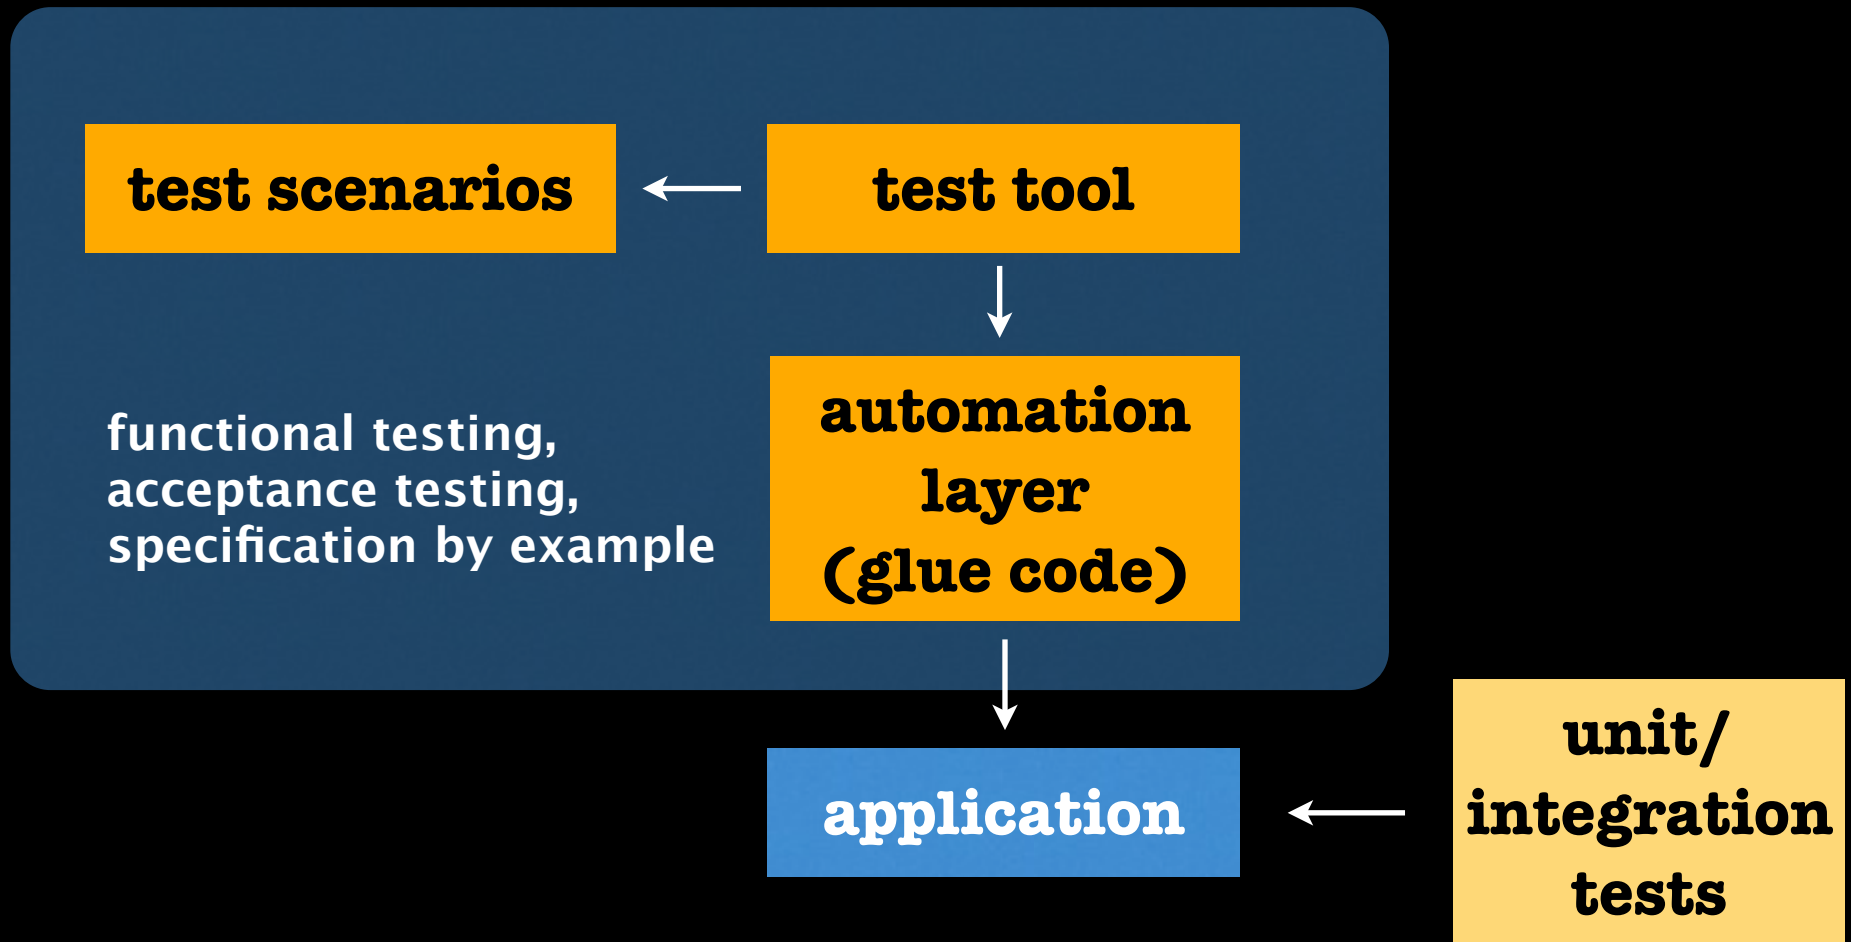 test scenarios
test tool
automation
layer
(glue code)
functional testing,
acceptance testing,
specification by example
application
unit/
integration
tests